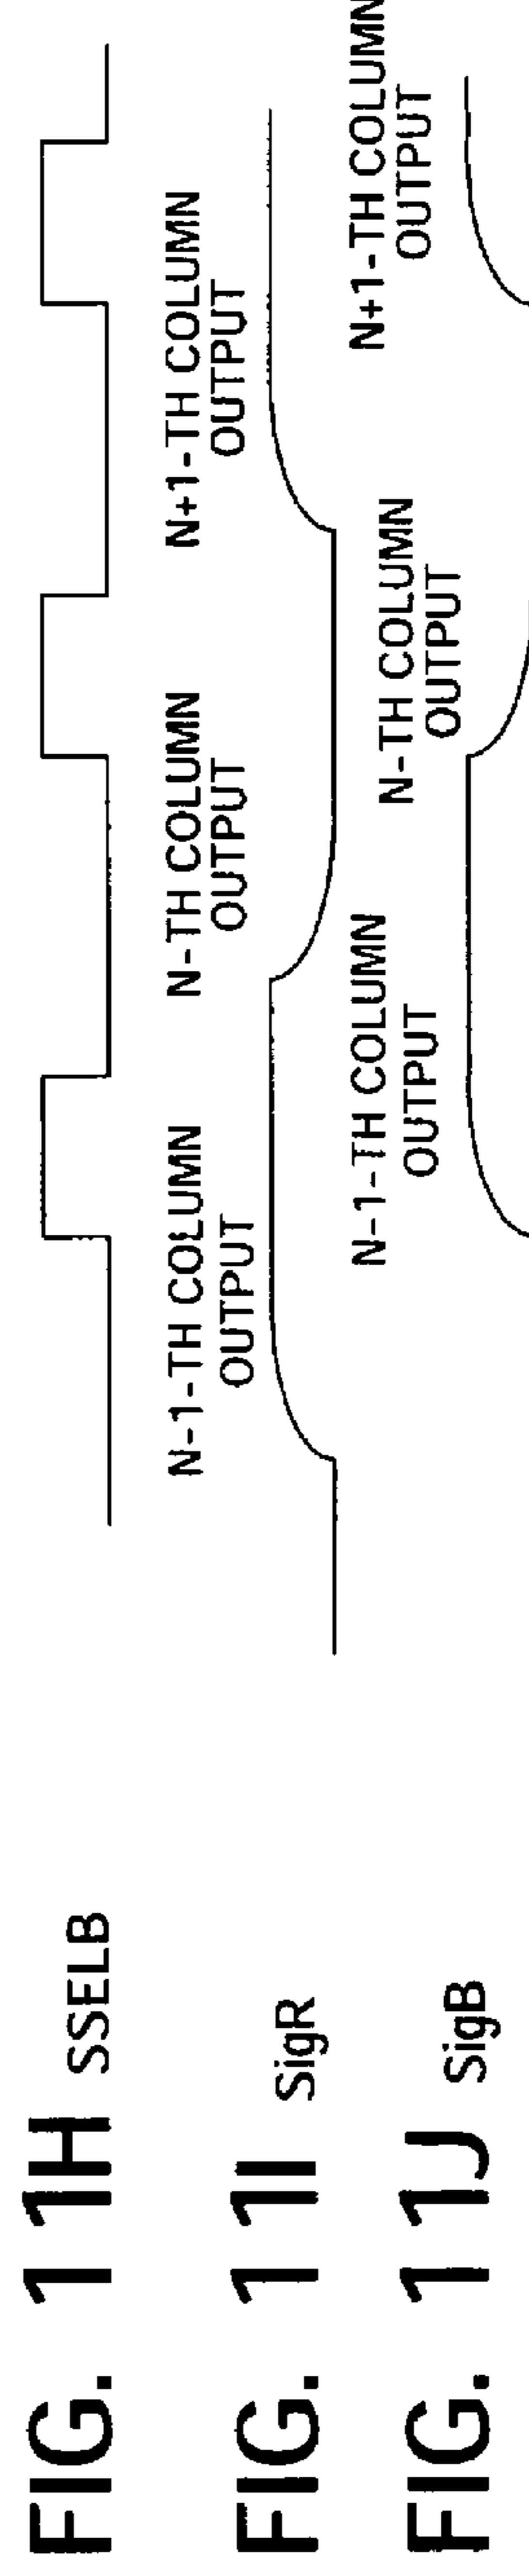 FIG. 11H SSELB
N-1-TH COLUMN
OUTPUT
N-TH COLUMN
OUTPUT
N+1-TH COLUMN
OUTPUT
FIG. 11I SigR
N-1-TH COLUMN
OUTPUT
N-TH COLUMN
OUTPUT
N+1-TH COLUMN
OUTPUT
FIG. 11J SigB